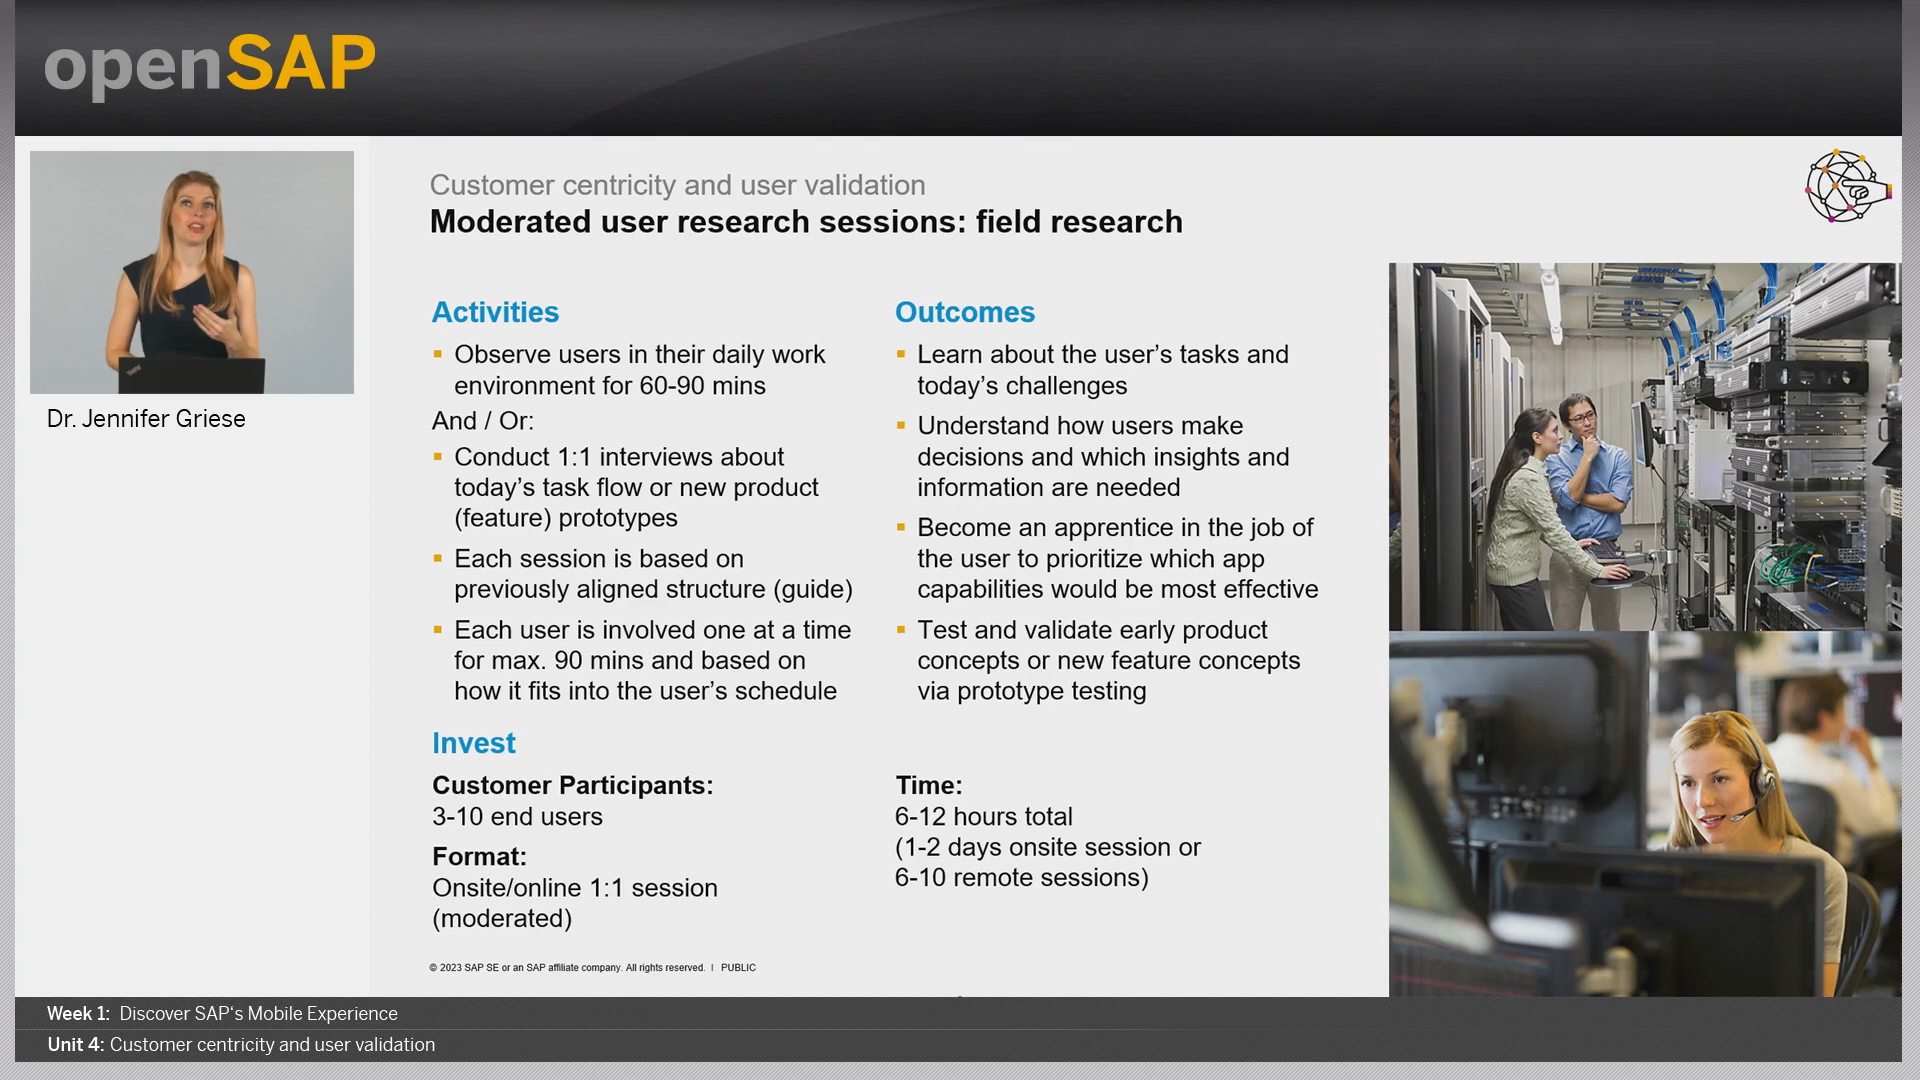 openSAP
Dr. Jennifer Griese
Customer centricity and user validation
Moderated user research sessions: field research
Activities
▪ Observe users in their daily work
environment for 60-90 mins
And / Or:
▪ Conduct 1:1 interviews about
today’s task flow or new product
(feature) prototypes
▪ Each session is based on
previously aligned structure (guide)
▪ Each user is involved one at a time
for max. 90 mins and based on
how it fits into the user’s schedule
Outcomes
▪ Learn about the user’s tasks and
today’s challenges
▪ Understand how users make
decisions and which insights and
information are needed
▪ Become an apprentice in the job of
the user to prioritize which app
capabilities would be most effective
▪ Test and validate early product
concepts or new feature concepts
via prototype testing
Invest
Customer Participants:
3-10 end users
Format:
Onsite/online 1:1 session
(moderated)
Time:
6-12 hours total
(1-2 days onsite session or
6-10 remote sessions)
© 2023 SAP SE or an SAP affiliate company. All rights reserved. | PUBLIC
Week 1: Discover SAP‘s Mobile Experience
Unit 4: Customer centricity and user validation